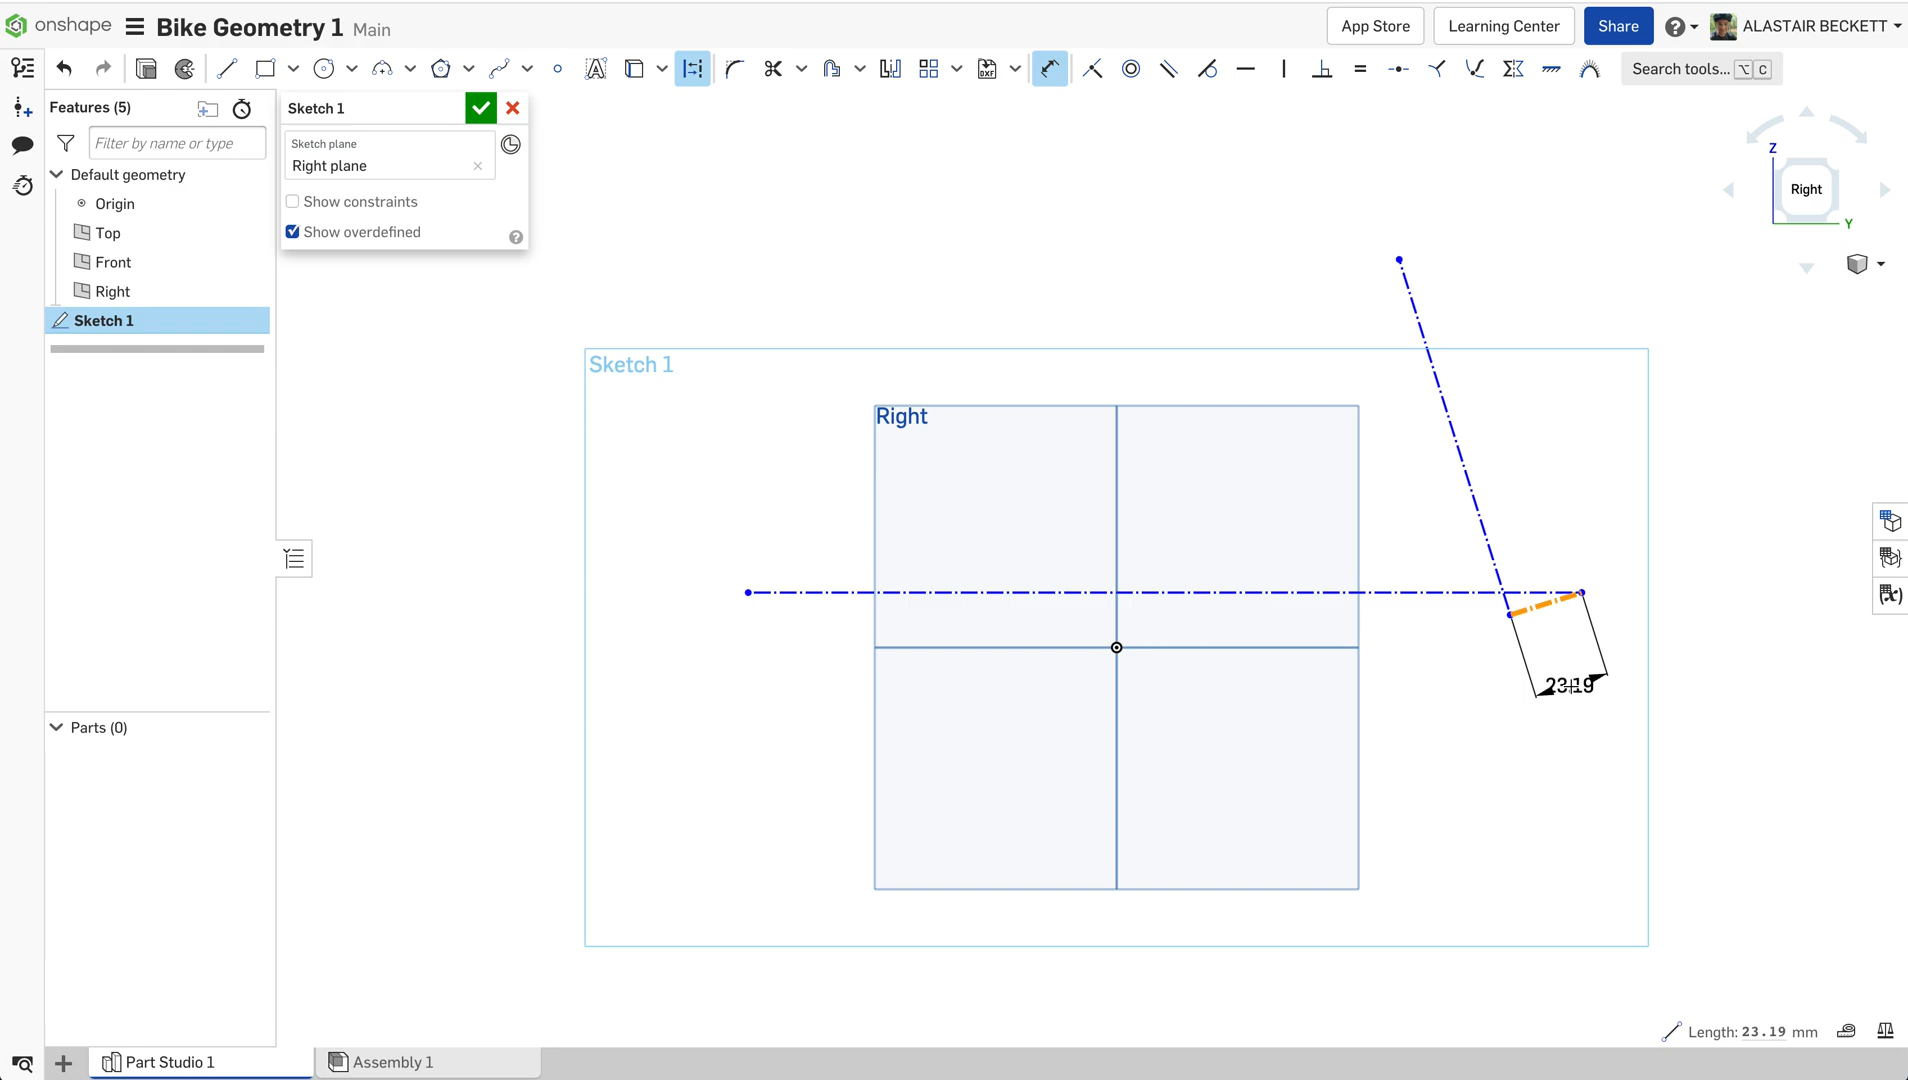 onshape
Bike Geometry 1 Main
App Store
Learning Center
Share
ALASTAIR BECKETT
Search tools... ⌥ C
Features (5)
Filter by name or type
Default geometry
Origin
Top
Front
Right
Sketch 1
Parts (0)
Sketch 1
Sketch plane
Right plane
Show constraints
Show overdefined
Z
Right
Y
Sketch 1
Right
23.19
Length: 23.19 mm
Part Studio 1
Assembly 1